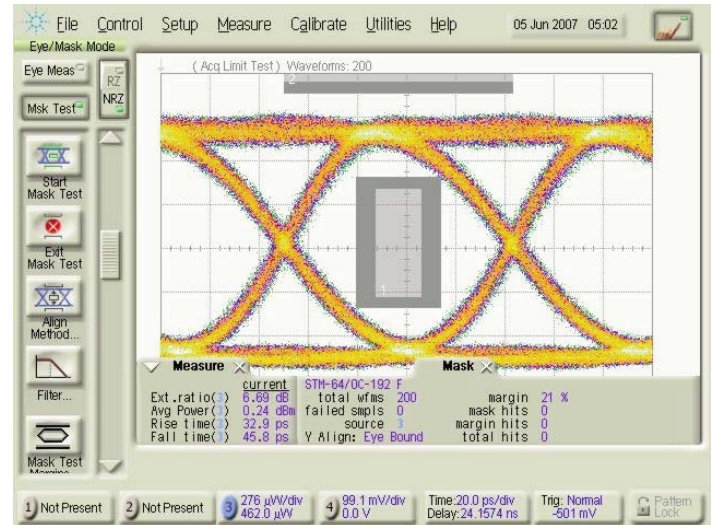 File Control Setup Measure Calibrate Utilities Help 05 Jun 2007 05:02
Eye/Mask Mode
Eye Meas
Msk Test
RZ
NRZ
Start
Mask Test
Exit
Mask Test
Align
Method...
Filter...
Mask Test
( Acq Limit Test ) Waveforms: 200
2
1
Measure
current
Ext.ratio(3) 6.69 dB
Avg Power(3) 0.24 dBm
Rise time(3) 32.9 ps
Fall time(3) 45.8 ps
Mask
STM-64/OC-192 F
total wfms 200 margin 21 %
failed smpls 0 mask hits 0
source 3 margin hits 0
Y Align: Eye Bound total hits 0
1) Not Present
2) Not Present
3) 276 µW/div
462.0 µW
4) 99.1 mV/div
0.0 V
Time:20.0 ps/div
Delay:24.1574 ns
Trig: Normal
-501 mV
Pattern
Lock